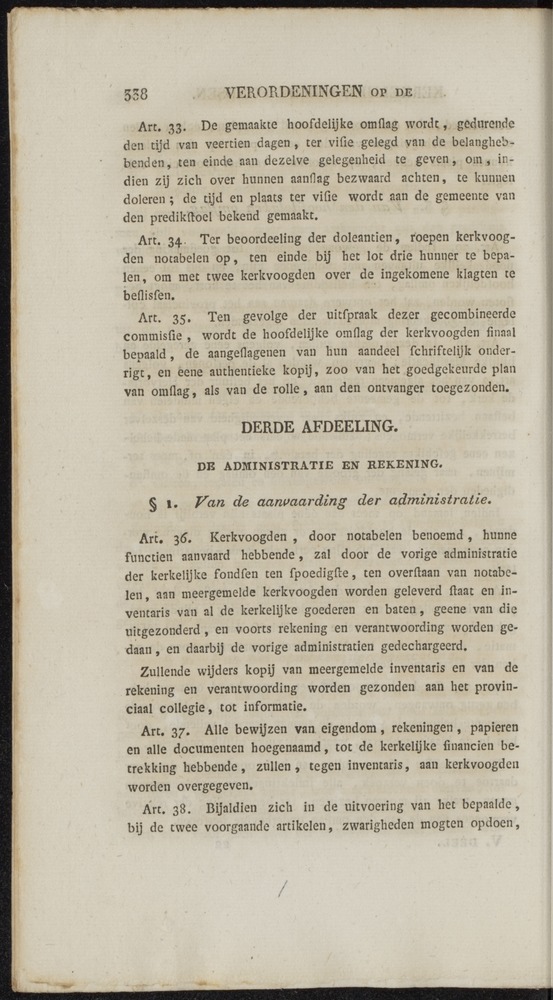 338 VERORDENINGEN OP DE
Art. 33. De gemaakte hoofdelijke omſlag wordt, gedurende
den tijd van veertien dagen, ter viſie gelegd van de belangheb-
benden, ten einde aan dezelve gelegenheid te geven, om, in-
dien zij zich over hunnen aanſlag bezwaard achten, te kunnen
doleren; de tijd en plaats ter viſie wordt aan de gemeente van
den predikſtoel bekend gemaakt.
Art. 34. Ter beoordeeling der doleantien, roepen kerkvoog-
den notabelen op, ten einde bij het lot drie hunner te bepa-
len, om met twee kerkvoogden over de ingekomene klagten te
beſlisſen.
Art. 35. Ten gevolge der uitſpraak dezer gecombineerde
commisſie, wordt de hoofdelijke omſlag der kerkvoogden finaal
bepaald, de aangeſlagenen van hun aandeel ſchriftelijk onder-
rigt, en eene authentieke kopij, zoo van het goedgekeurde plan
van omſlag, als van de rolle, aan den ontvanger toegezonden.
DERDE AFDEELING.
DE ADMINISTRATIE EN REKENING.
§ 1. Van de aanvaarding der administratie.
Art. 36. Kerkvoogden, door notabelen benoemd, hunne
functien aanvaard hebbende, zal door de vorige administratie
der kerkelijke fondſen ten ſpoedigſte, ten overſtaan van notabe-
len, aan meergemelde kerkvoogden worden geleverd ſtaat en in-
ventaris van al de kerkelijke goederen en baten, geene van die
uitgezonderd, en voorts rekening en verantwoording worden ge-
daan, en daarbij de vorige administratien gedechargeerd.
Zullende wijders kopij van meergemelde inventaris en van de
rekening en verantwoording worden gezonden aan het provin-
ciaal collegie, tot informatie.
Art. 37. Alle bewijzen van eigendom, rekeningen, papieren
en alle documenten hoegenaamd, tot de kerkelijke financien be-
trekking hebbende, zullen, tegen inventaris, aan kerkvoogden
worden overgegeven.
Art. 38. Bijaldien zich in de uitvoering van het bepaalde,
bij de twee voorgaande artikelen, zwarigheden mogten opdoen,